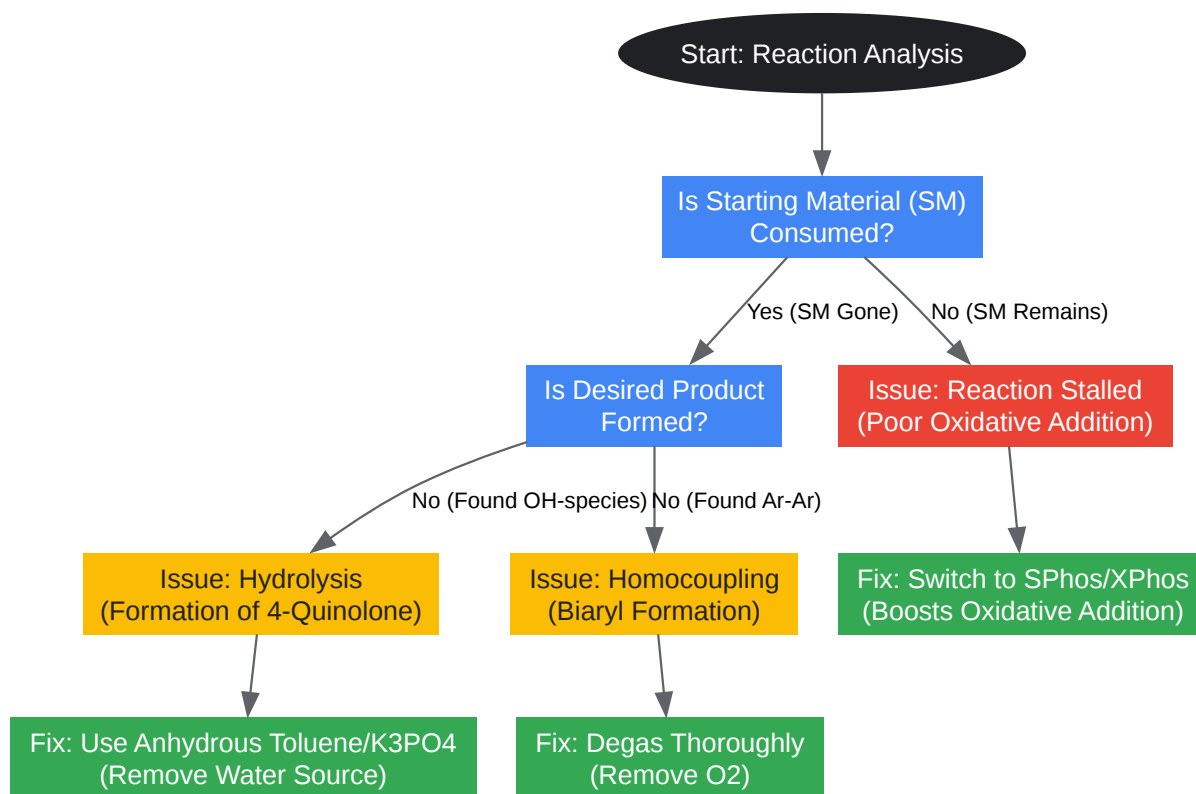 Start: Reaction Analysis
Is Starting Material (SM)
Consumed?
Yes (SM Gone)
No (SM Remains)
Is Desired Product
Formed?
Issue: Reaction Stalled
(Poor Oxidative Addition)
No (Found OH-species)
No (Found Ar-Ar)
Issue: Hydrolysis
(Formation of 4-Quinolone)
Issue: Homocoupling
(Biaryl Formation)
Fix: Switch to SPhos/XPhos
(Boosts Oxidative Addition)
Fix: Use Anhydrous Toluene/K3PO4
(Remove Water Source)
Fix: Degas Thoroughly
(Remove O2)